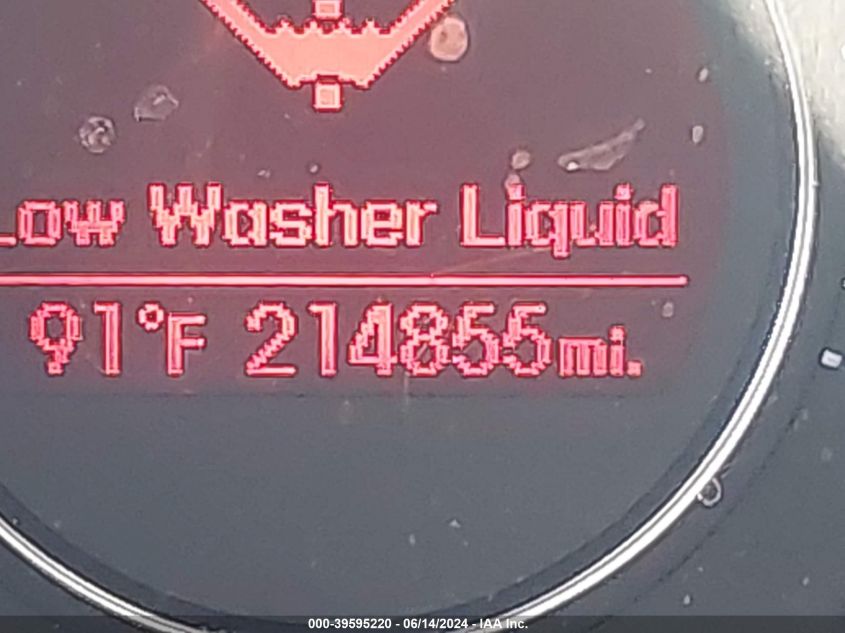 Low Washer Liquid
91°F 214855mi.
000-39595220 - 06/14/2024 - IAA Inc.